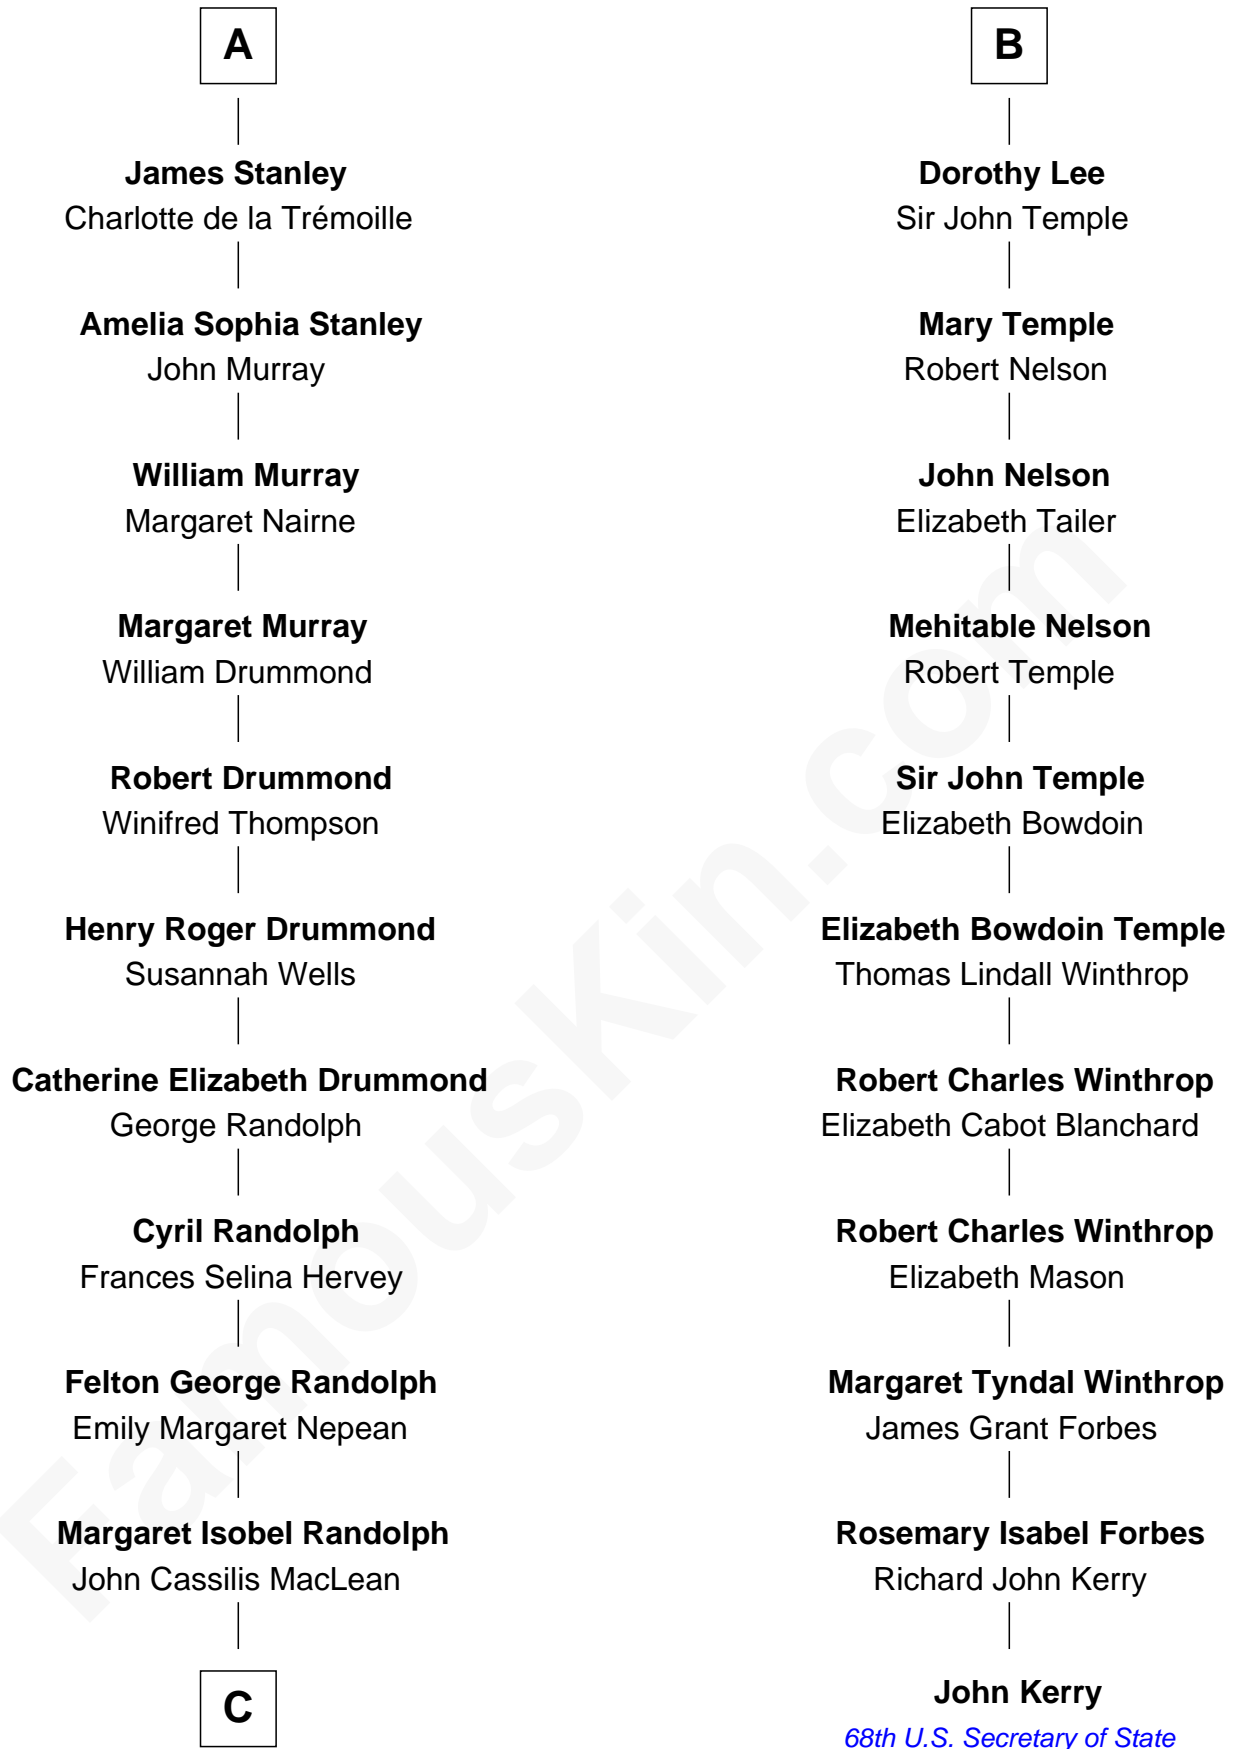 A
James Stanley
Charlotte de la Trémoille
Amelia Sophia Stanley
John Murray
William Murray
Margaret Nairne
Margaret Murray
William Drummond
Robert Drummond
Winifred Thompson
Henry Roger Drummond
Susannah Wells
Catherine Elizabeth Drummond
George Randolph
Cyril Randolph
Frances Selina Hervey
Felton George Randolph
Emily Margaret Nepean
Margaret Isobel Randolph
John Cassilis MacLean
C
B
Dorothy Lee
Sir John Temple
Mary Temple
Robert Nelson
John Nelson
Elizabeth Tailer
Mehitable Nelson
Robert Temple
Sir John Temple
Elizabeth Bowdoin
Elizabeth Bowdoin Temple
Thomas Lindall Winthrop
Robert Charles Winthrop
Elizabeth Cabot Blanchard
Robert Charles Winthrop
Elizabeth Mason
Margaret Tyndal Winthrop
James Grant Forbes
Rosemary Isabel Forbes
Richard John Kerry
John Kerry
68th U.S. Secretary of State
FamousKin.com